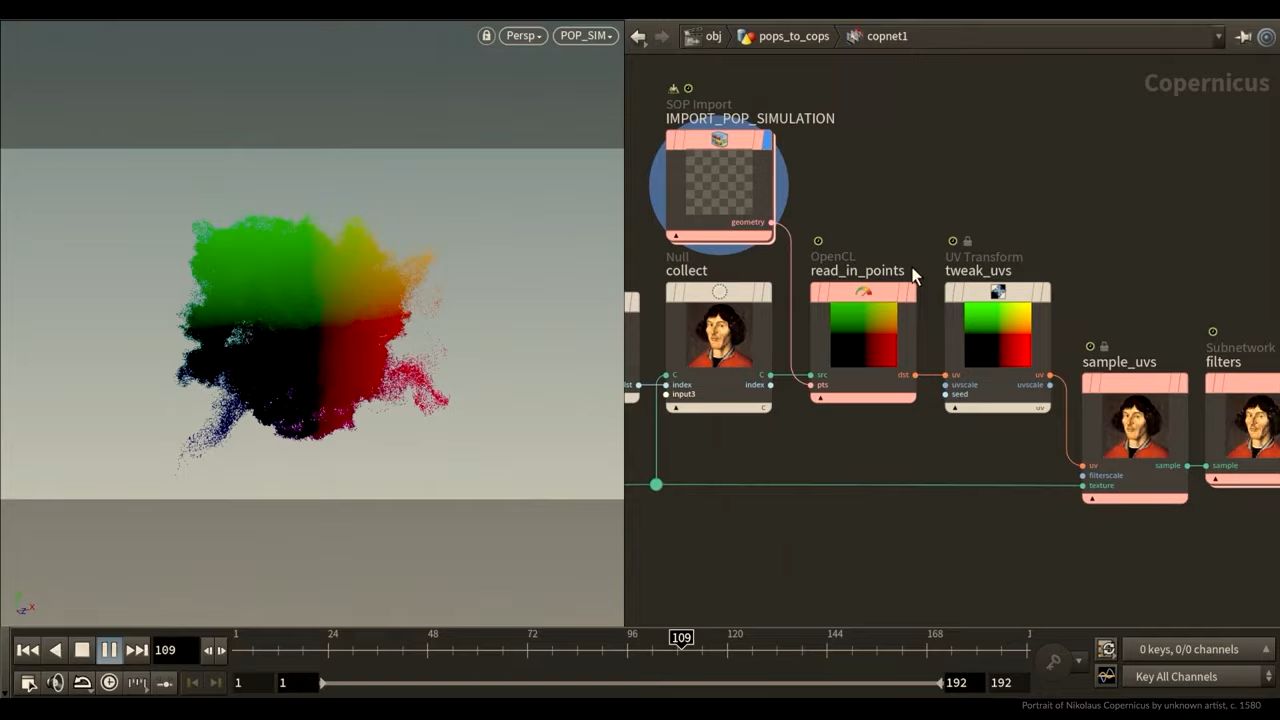 Persp
POP_SIM
obj
pops_to_cops
copnet1
Copernicus
SOP Import
IMPORT_POP_SIMULATION
geometry
Null
collect
C
C
index
index
input3
C
OpenCL
read_in_points
src
dst
pts
UV Transform
tweak_uvs
uv
uv
uvscale
uvscale
seed
uv
sample_uvs
uv
sample
filterscale
texture
Subnetwork
filters
sample
Z
X
1
24
48
72
96
109
120
144
168
1
109
0 keys, 0/0 channels
1
1
192
192
Key All Channels
Portrait of Nikolaus Copernicus by unknown artist, c. 1580